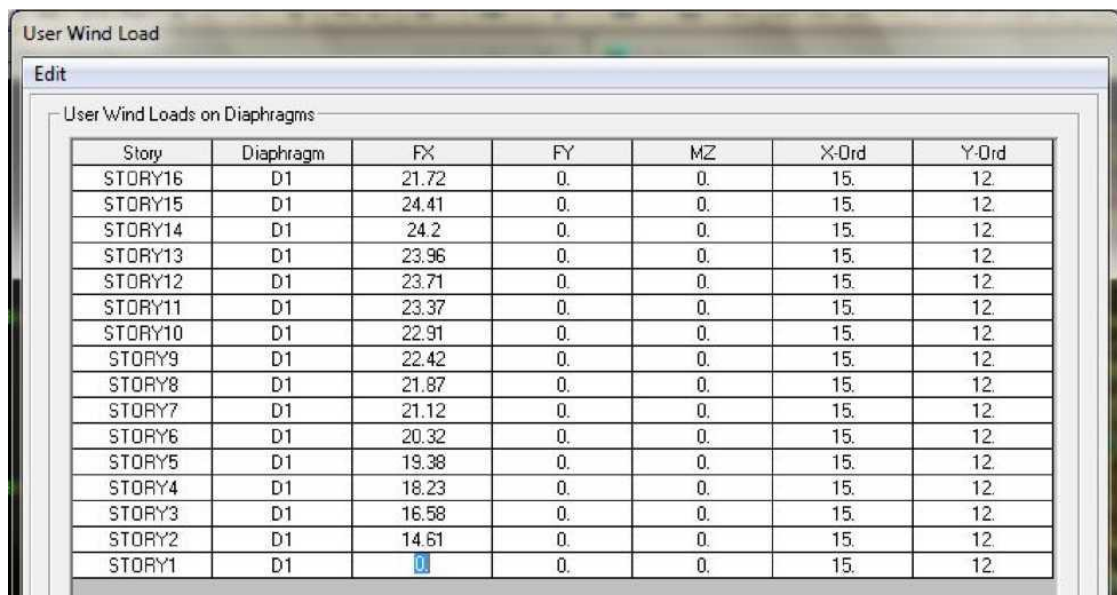 User Wind Load
Edit
User Wind Loads on Diaphragms
Story Diaphragm FX FY MZ X-Ord Y-Ord
STORY16 D1 21.72 0. 0. 15. 12.
STORY15 D1 24.41 0. 0. 15. 12.
STORY14 D1 24.2 0. 0. 15. 12.
STORY13 D1 23.96 0. 0. 15. 12.
STORY12 D1 23.71 0. 0. 15. 12.
STORY11 D1 23.37 0. 0. 15. 12.
STORY10 D1 22.91 0. 0. 15. 12.
STORY9 D1 22.42 0. 0. 15. 12.
STORY8 D1 21.87 0. 0. 15. 12.
STORY7 D1 21.12 0. 0. 15. 12.
STORY6 D1 20.32 0. 0. 15. 12.
STORY5 D1 19.38 0. 0. 15. 12.
STORY4 D1 18.23 0. 0. 15. 12.
STORY3 D1 16.58 0. 0. 15. 12.
STORY2 D1 14.61 0. 0. 15. 12.
STORY1 D1 0. 0. 0. 15. 12.